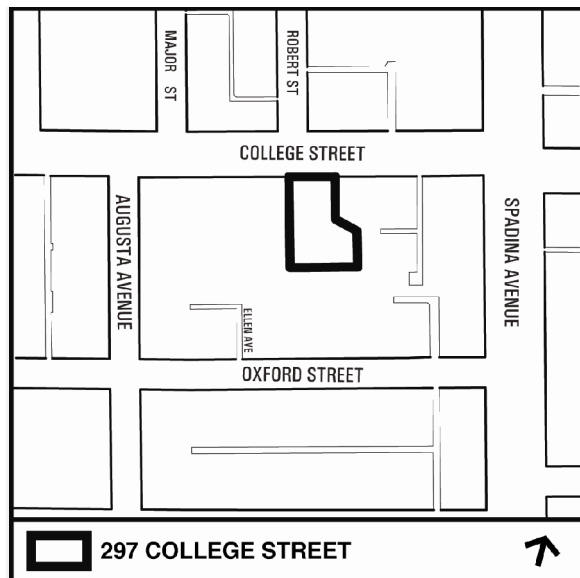 MAJOR ST
ROBERT ST
COLLEGE STREET
AUGUSTA AVENUE
SPADINA AVENUE
ELLEN AVE
OXFORD STREET
297 COLLEGE STREET